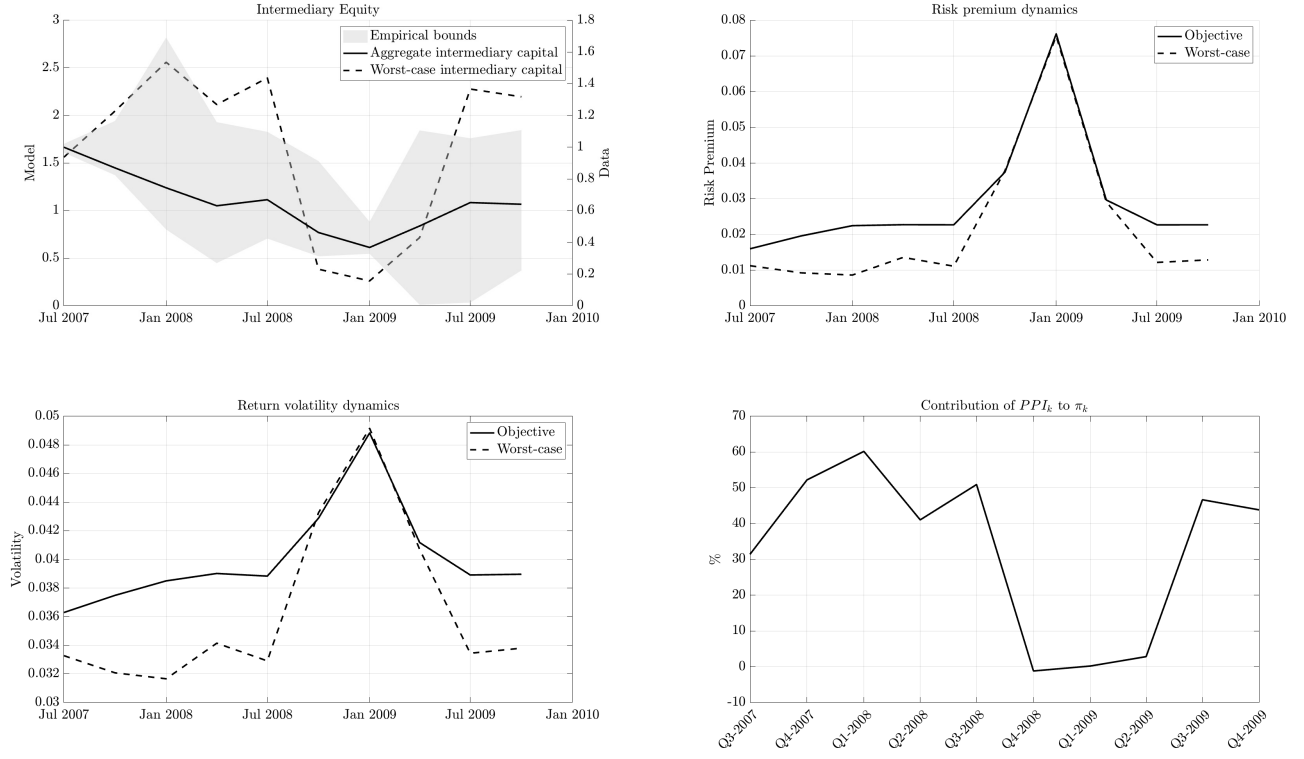 Intermediary Equity
3
2.5
2
1.5
1
0.5
0
Model
1.8
1.6
1.4
1.2
1
0.8
0.6
0.4
0.2
0
Data
Empirical bounds
Aggregate intermediary capital
Worst-case intermediary capital
Jul 2007 Jan 2008 Jul 2008 Jan 2009 Jul 2009 Jan 2010
Risk premium dynamics
0.08
0.07
0.06
0.05
0.04
0.03
0.02
0.01
0
Risk Premium
Objective
Worst-case
Jul 2007 Jan 2008 Jul 2008 Jan 2009 Jul 2009 Jan 2010
Return volatility dynamics
0.05
0.048
0.046
0.044
0.042
0.04
0.038
0.036
0.034
0.032
0.03
Volatility
Objective
Worst-case
Jul 2007 Jan 2008 Jul 2008 Jan 2009 Jul 2009 Jan 2010
Contribution of PPI_k to π_k
70
60
50
40
30
20
10
0
-10
%
Q3-2007 Q4-2007 Q1-2008 Q2-2008 Q3-2008 Q4-2008 Q1-2009 Q2-2009 Q3-2009 Q4-2009